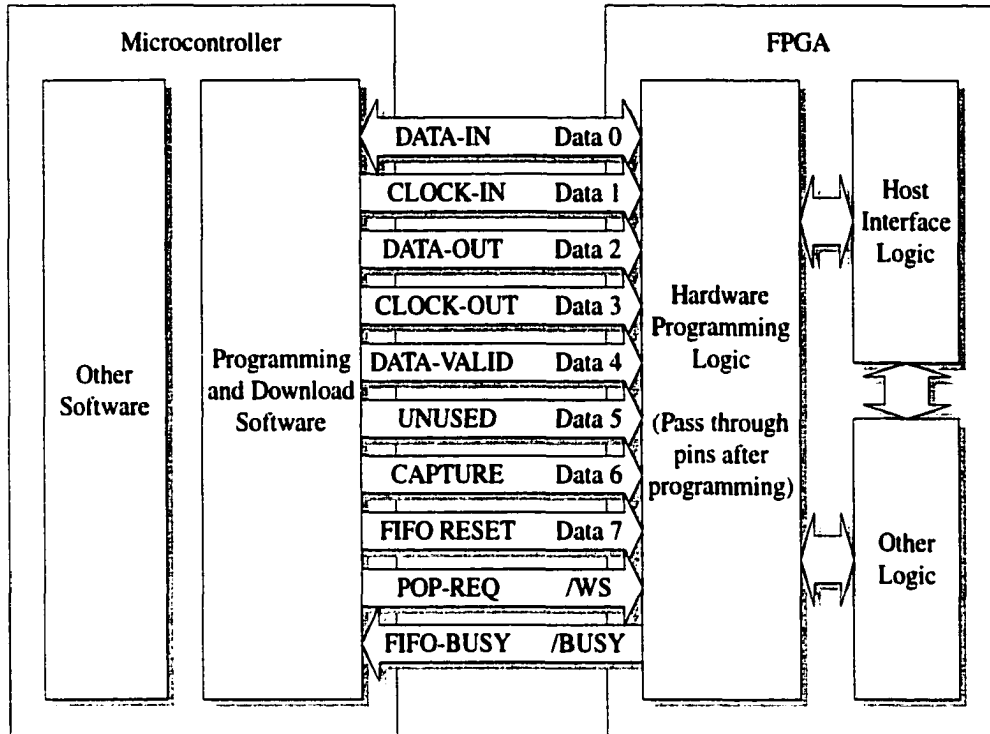 Microcontroller
FPGA
Other
Software
Programming
and Download
Software
DATA-IN Data 0
CLOCK-IN Data 1
DATA-OUT Data 2
CLOCK-OUT Data 3
DATA-VALID Data 4
UNUSED Data 5
CAPTURE Data 6
FIFO RESET Data 7
POP-REQ /WS
FIFO-BUSY /BUSY
Hardware
Programming
Logic
(Pass through
pins after
programming)
Host
Interface
Logic
Other
Logic